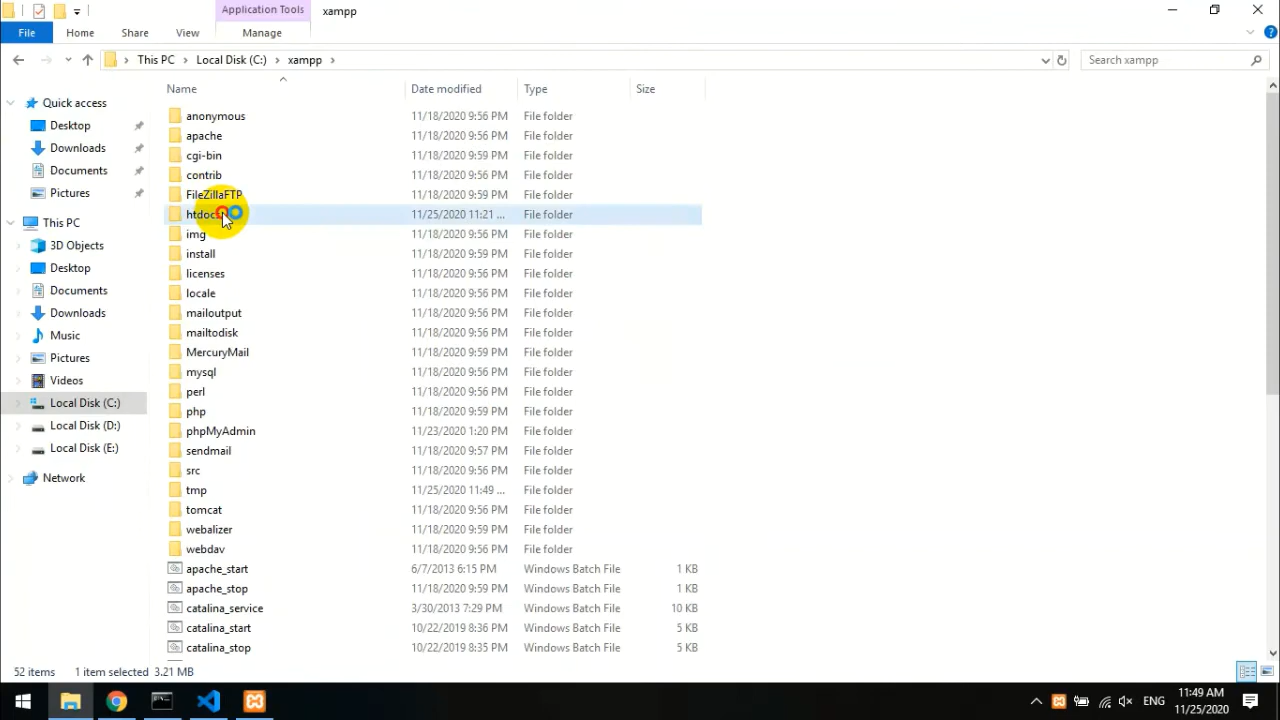 Application Tools
xampp
File
Home
Share
View
Manage
This PC
Local Disk (C:)
xampp
Search xampp
Name
Date modified
Type
Size
Quick access
Desktop
Downloads
Documents
Pictures
This PC
3D Objects
Desktop
Documents
Downloads
Music
Pictures
Videos
Local Disk (C:)
Local Disk (D:)
Local Disk (E:)
Network
anonymous 11/18/2020 9:56 PM File folder
apache 11/18/2020 9:56 PM File folder
cgi-bin 11/18/2020 9:59 PM File folder
contrib 11/18/2020 9:56 PM File folder
FileZillaFTP 11/18/2020 9:59 PM File folder
htdocs 11/25/2020 11:21 ... File folder
img 11/18/2020 9:56 PM File folder
install 11/18/2020 9:59 PM File folder
licenses 11/18/2020 9:56 PM File folder
locale 11/18/2020 9:56 PM File folder
mailoutput 11/18/2020 9:56 PM File folder
mailtodisk 11/18/2020 9:56 PM File folder
MercuryMail 11/18/2020 9:59 PM File folder
mysql 11/18/2020 9:56 PM File folder
perl 11/18/2020 9:56 PM File folder
php 11/18/2020 9:59 PM File folder
phpMyAdmin 11/23/2020 1:20 PM File folder
sendmail 11/18/2020 9:57 PM File folder
src 11/18/2020 9:56 PM File folder
tmp 11/25/2020 11:49 ... File folder
tomcat 11/18/2020 9:56 PM File folder
webalizer 11/18/2020 9:59 PM File folder
webdav 11/18/2020 9:56 PM File folder
apache_start 6/7/2013 6:15 PM Windows Batch File 1 KB
apache_stop 11/18/2020 9:59 PM Windows Batch File 1 KB
catalina_service 3/30/2013 7:29 PM Windows Batch File 10 KB
catalina_start 10/22/2019 8:36 PM Windows Batch File 5 KB
catalina_stop 10/22/2019 8:35 PM Windows Batch File 5 KB
52 items 1 item selected 3.21 MB
ENG
11:49 AM
11/25/2020